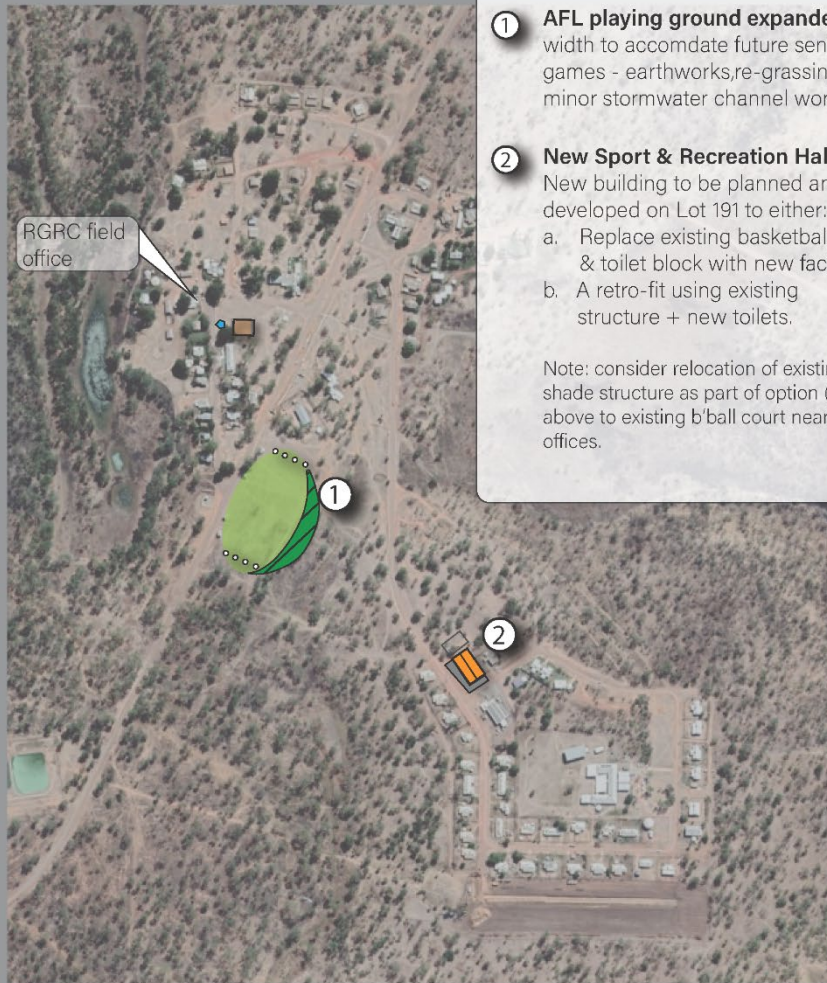 1 AFL playing ground expande
width to accomdate future sen
games - earthworks,re-grassin
minor stormwater channel wor
2 New Sport & Recreation Hal
New building to be planned an
developed on Lot 191 to either:
a. Replace existing basketbal
& toilet block with new fac
b. A retro-fit using existing
structure + new toilets.
Note: consider relocation of existin
shade structure as part of option (
above to existing b'ball court near
offices.
RGRC field
office
1
2